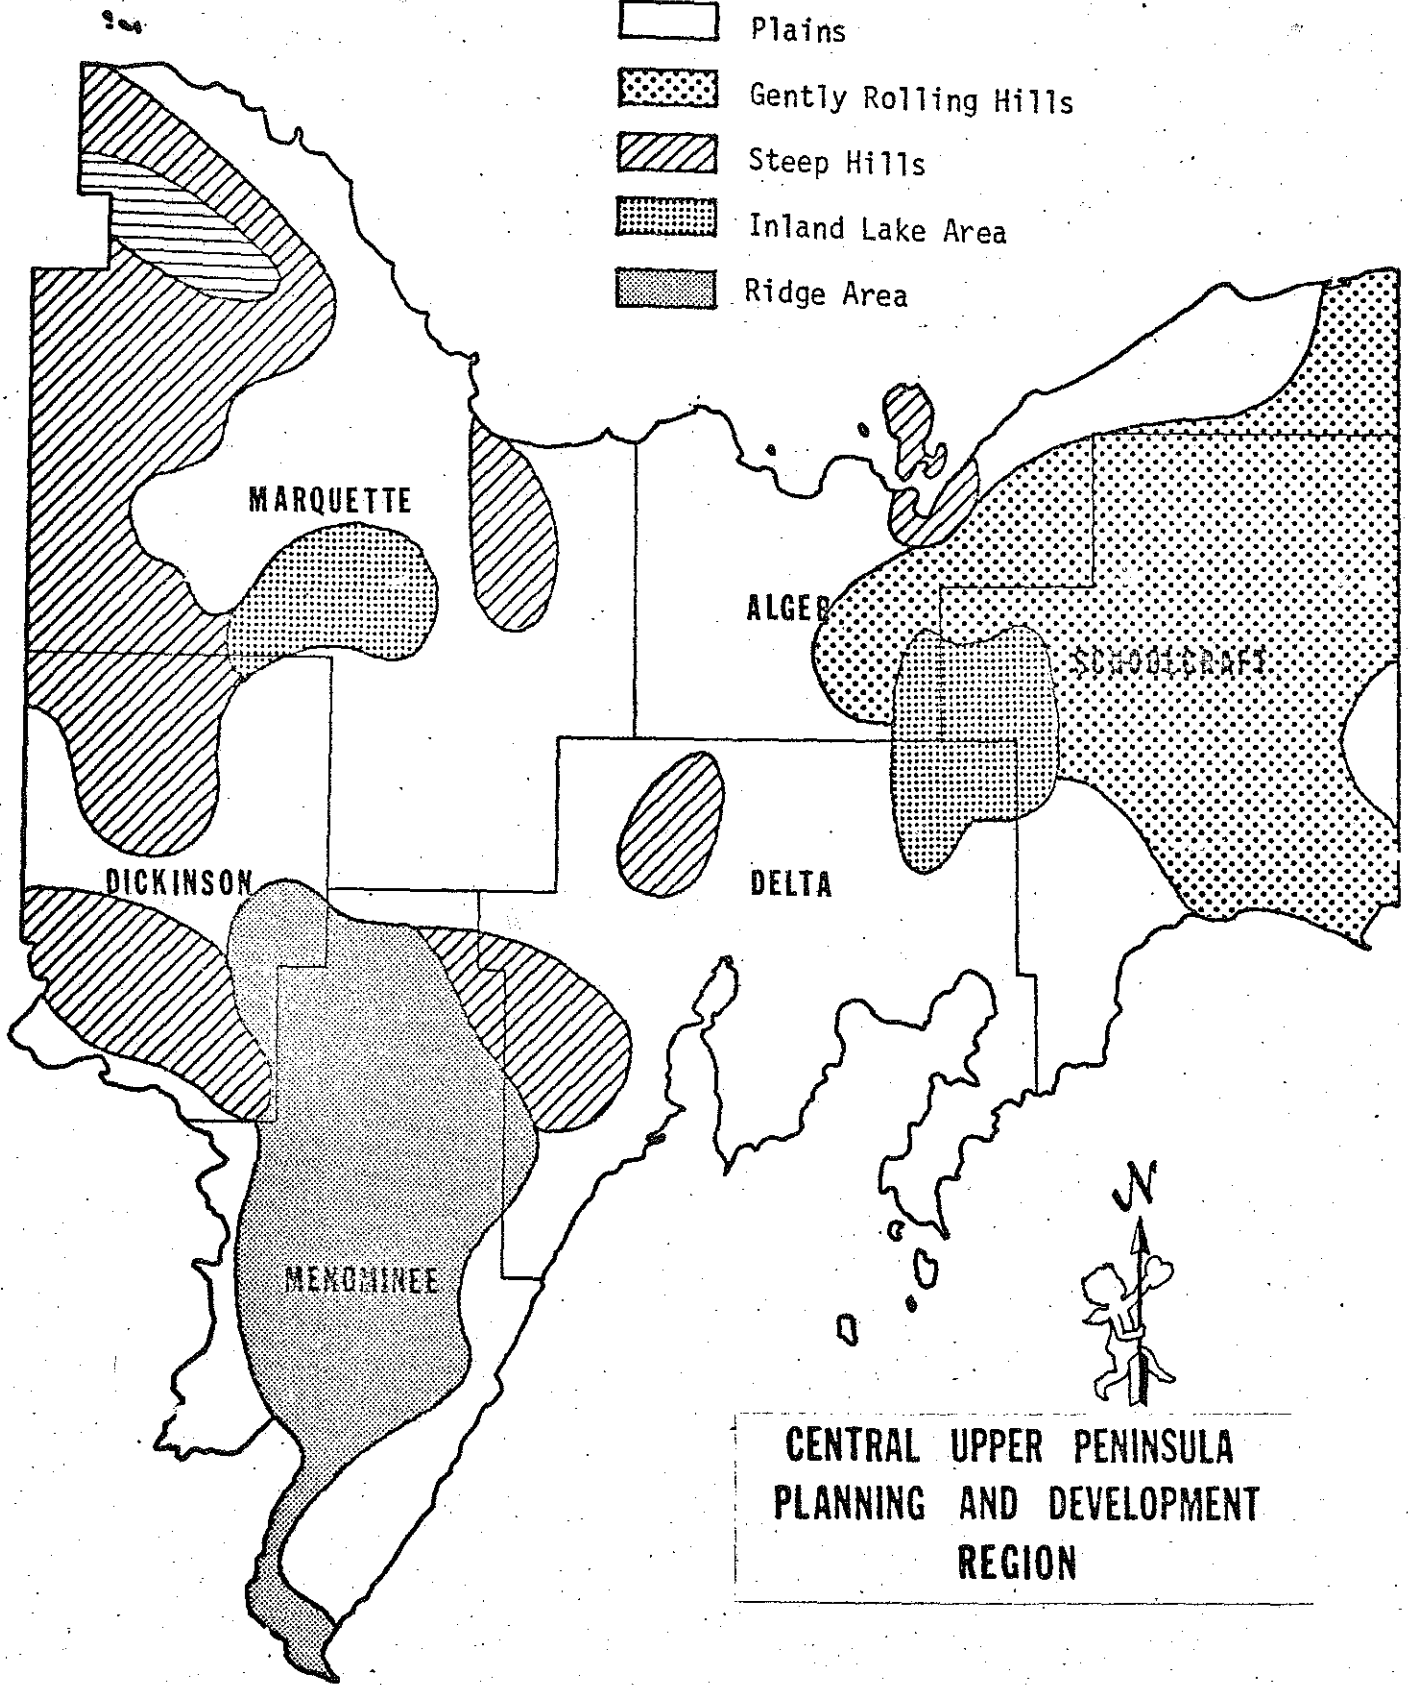 Plains
Gently Rolling Hills
Steep Hills
Inland Lake Area
Ridge Area
MARQUETTE
ALGER
SCHOOLCRAFT
DICKINSON
DELTA
MENOMINEE
N
CENTRAL UPPER PENINSULA
PLANNING AND DEVELOPMENT
REGION